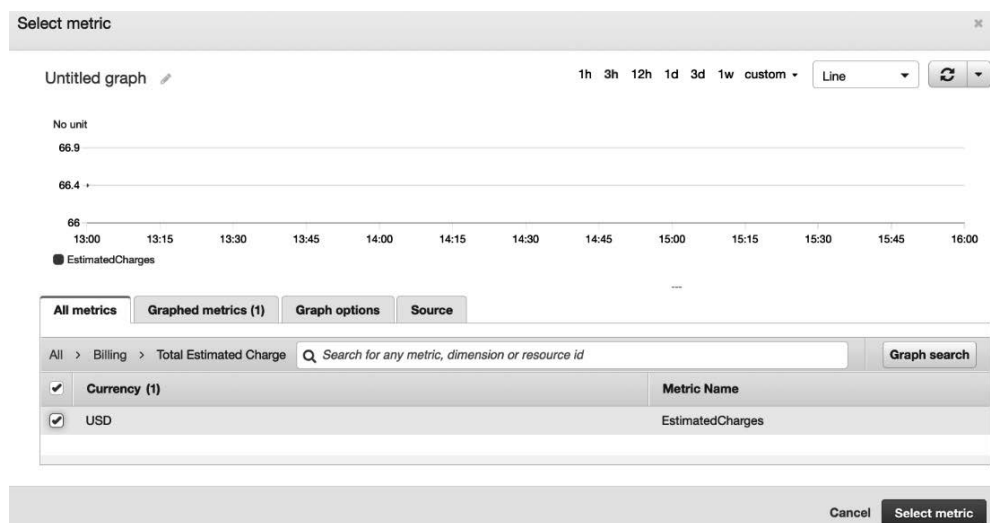 Select metric
Untitled graph
1h 3h 12h 1d 3d 1w custom
Line
No unit
66.9
66.4
66
13:00 13:15 13:30 13:45 14:00 14:15 14:30 14:45 15:00 15:15 15:30 15:45 16:00
EstimatedCharges
All metrics Graphed metrics (1) Graph options Source
All > Billing > Total Estimated Charge Search for any metric, dimension or resource id Graph search
Currency (1) Metric Name
USD EstimatedCharges
Cancel Select metric